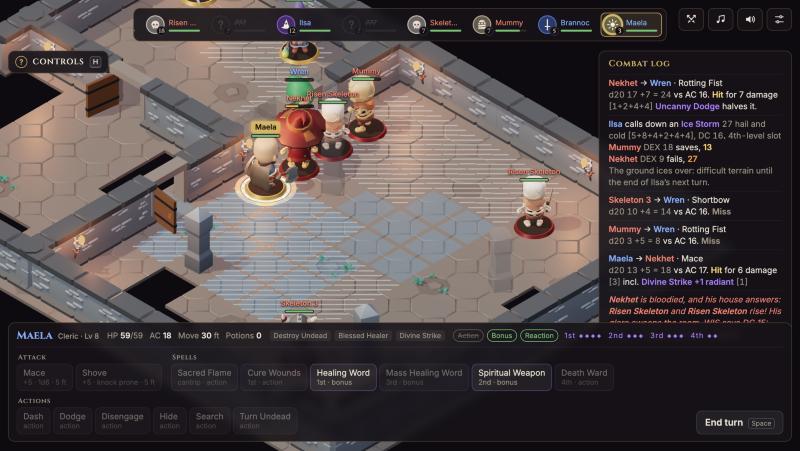 Risen ...
18
?
Ilsa
12
?
Skelet...
7
Mummy
7
Brannoc
5
Maela
3
? CONTROLS H
Wren
Mummy
Risen Skeleton
Maela
Risen Skeleton
Skeleton 3
COMBAT LOG
Nekhet → Wren · Rotting Fist
d20 17 +7 = 24 vs AC 16. Hit for 7 damage
[1+2+4+4] Uncanny Dodge halves it.
Ilsa calls down an Ice Storm 27 hail and
cold [5+8+4+2+4+4], DC 16, 4th-level slot
Mummy DEX 18 saves, 13
Nekhet DEX 9 fails, 27
The ground ices over: difficult terrain until
the end of Ilsa's next turn.
Skeleton 3 → Wren · Shortbow
d20 10 +4 = 14 vs AC 16. Miss
Mummy → Wren · Rotting Fist
d20 3 +5 = 8 vs AC 16. Miss
Maela → Nekhet · Mace
d20 13 +5 = 18 vs AC 17. Hit for 6 damage
[3] incl. Divine Strike +1 radiant [1]
Nekhet is bloodied, and his house answers:
Risen Skeleton and Risen Skeleton rise! His
MAELA Cleric · Lv 8 HP 59/59 AC 18 Move 30 ft Potions 0 Destroy Undead Blessed Healer Divine Strike Action Bonus Reaction 1st 2nd 3rd 4th
ATTACK
Mace
+5 · 1d6 · 5 ft
Shove
+5 · knock prone · 5 ft
SPELLS
Sacred Flame
cantrip · action
Cure Wounds
1st · action
Healing Word
1st · bonus
Mass Healing Word
3rd · bonus
Spiritual Weapon
2nd · bonus
Death Ward
4th · action
ACTIONS
Dash
action
Dodge
action
Disengage
action
Hide
action
Search
action
Turn Undead
action
End turn Space